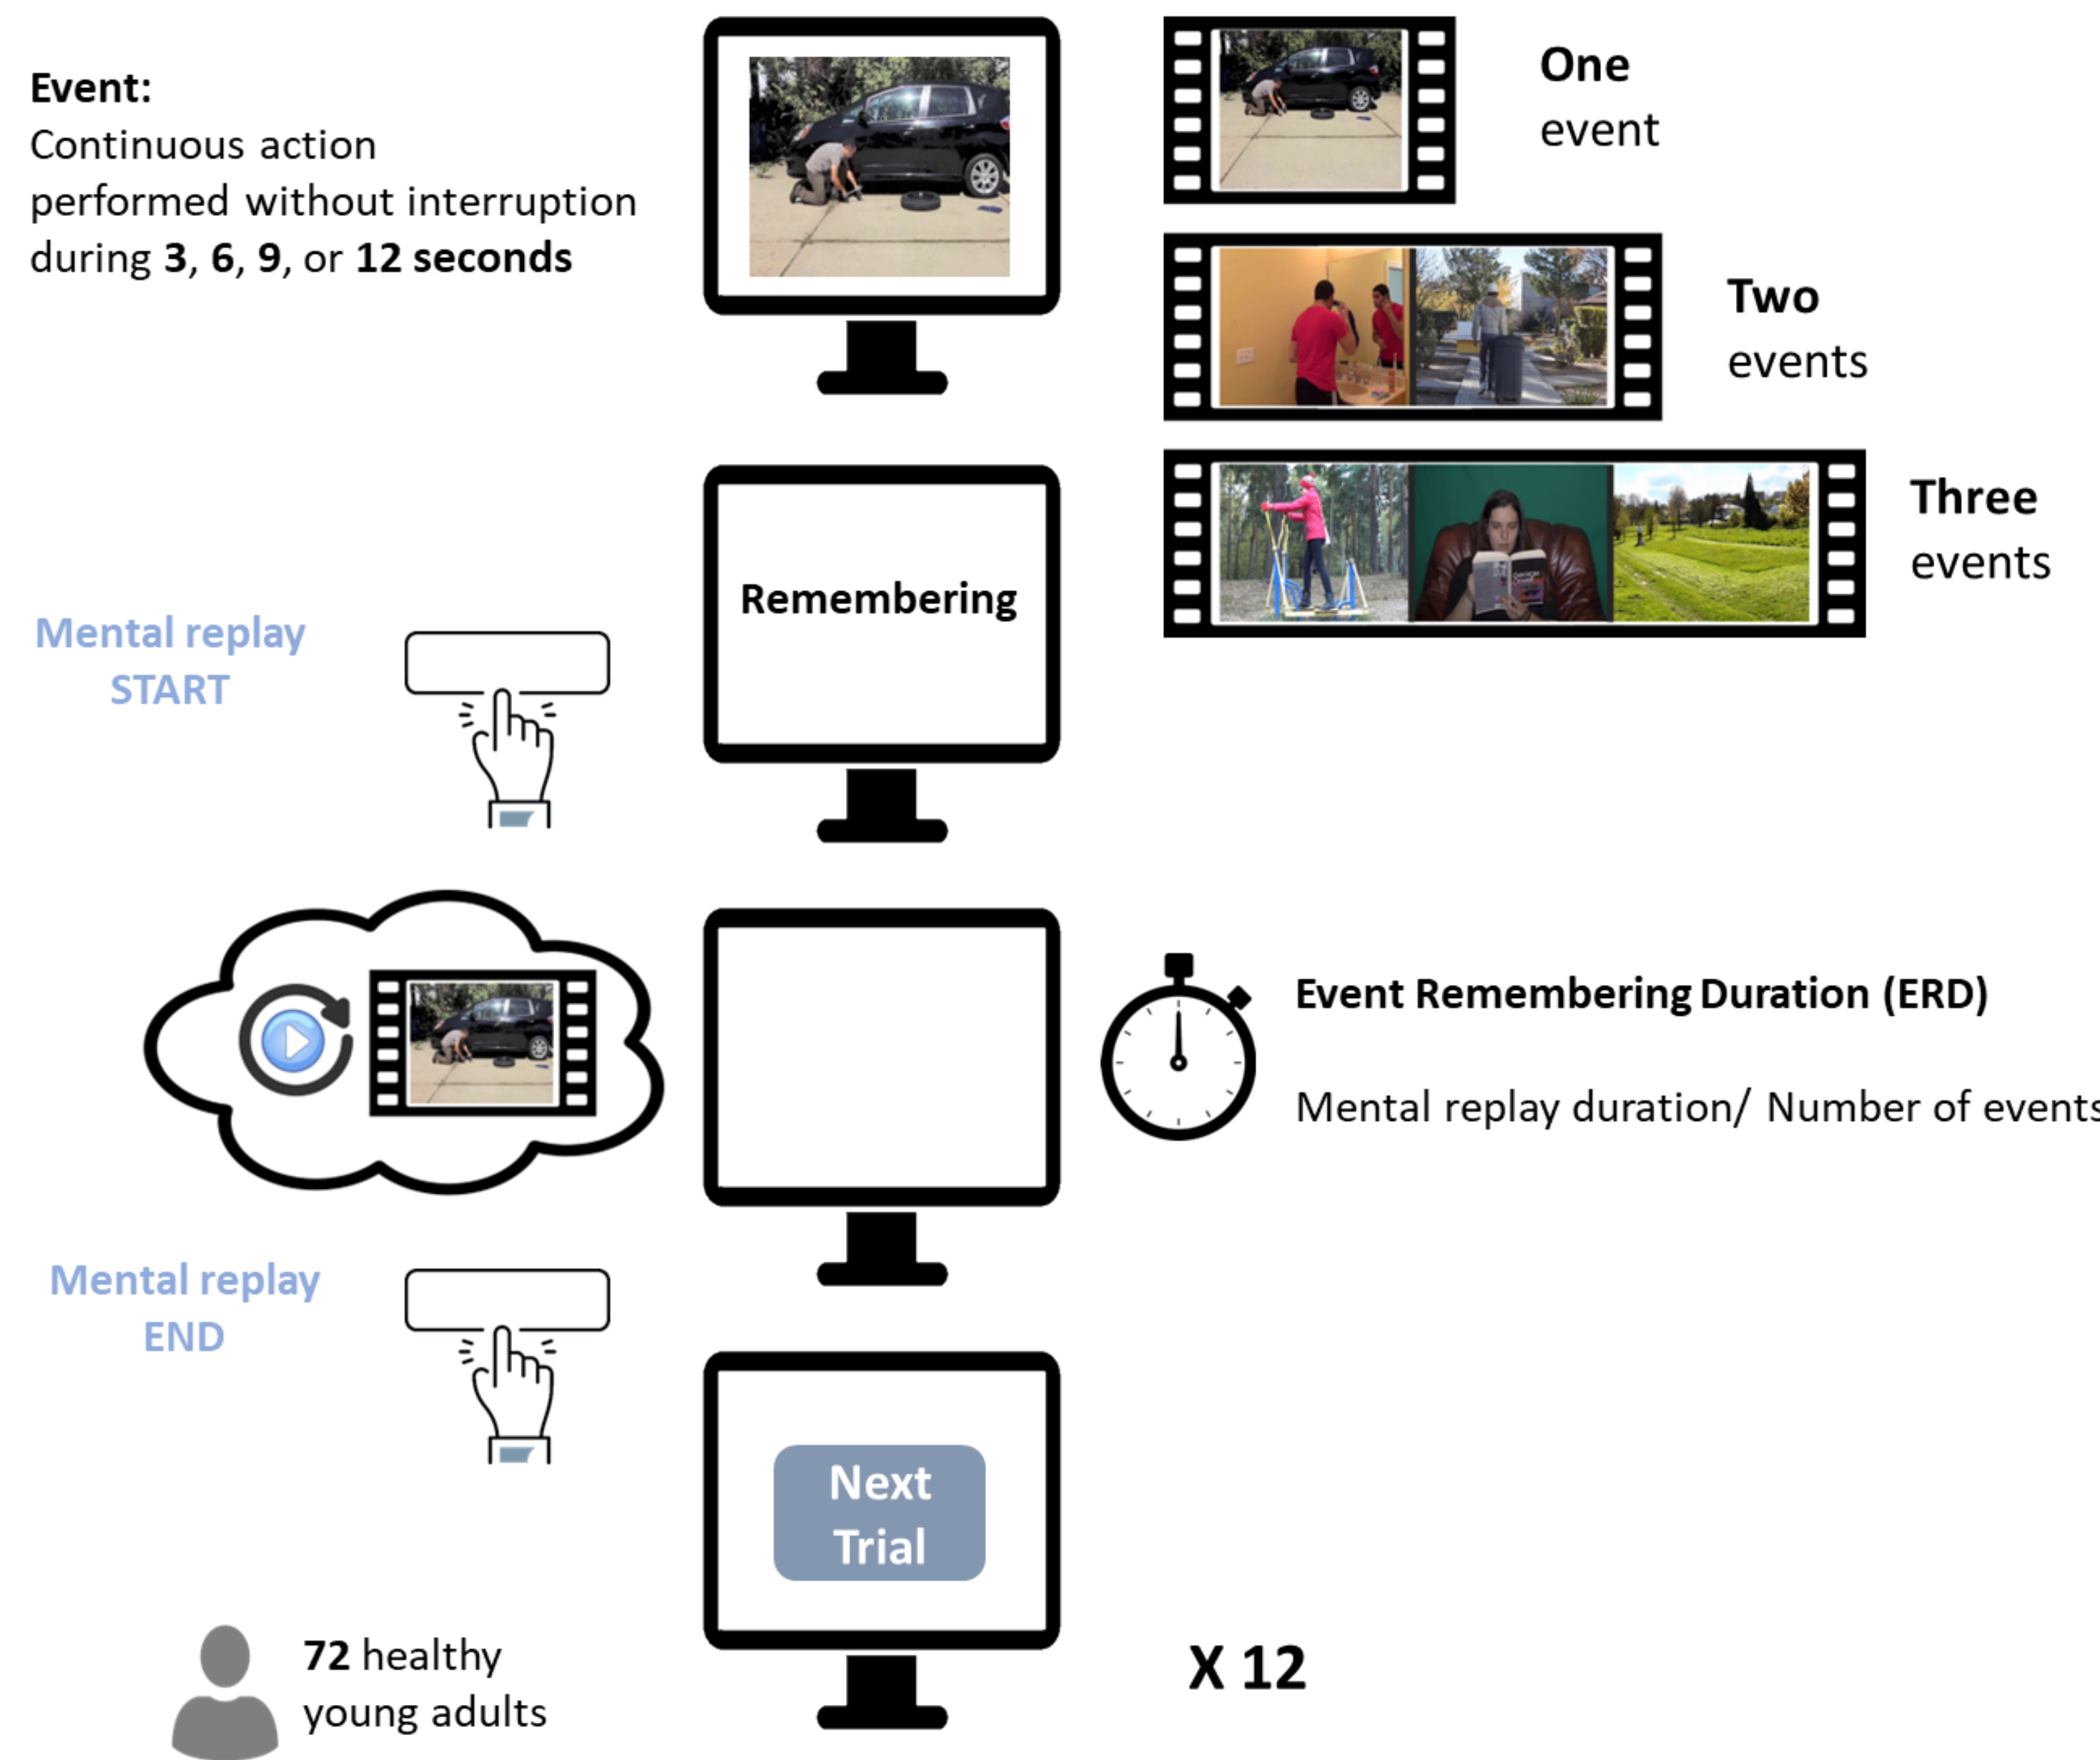 Event:
Continuous action
performed without interruption
during 3, 6, 9, or 12 seconds
One
event
Two
events
Three
events
Remembering
Mental replay
START
Event Remembering Duration (ERD)
Mental replay duration/ Number of events
Mental replay
END
Next
Trial
72 healthy
young adults
X 12